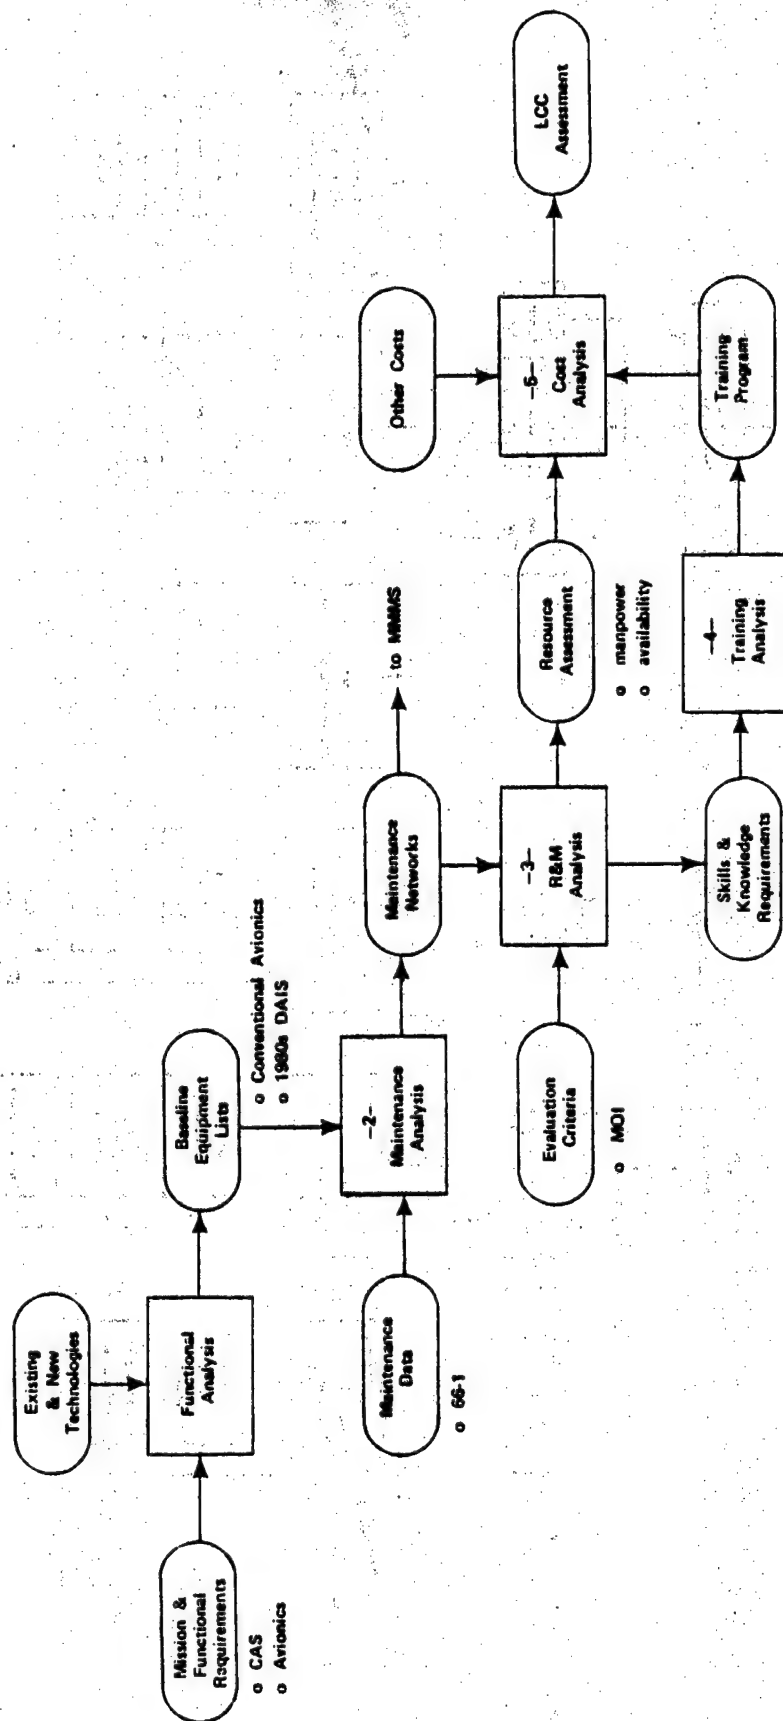 Existing
& New
Technologies
Mission &
Functional
Requirements
o CAS
o Avionics
Functional
Analysis
Baseline
Equipment
Lists
o Conventional Avionics
o 1980s DAIS
Maintenance
Data
o 66-1
-2-
Maintenance
Analysis
Maintenance
Networks
to MMMS
Evaluation
Criteria
o MOI
-3-
R&M
Analysis
Resource
Assessment
o manpower
o availability
Skills &
Knowledge
Requirements
-4-
Training
Analysis
Training
Program
Other Costs
-5-
Cost
Analysis
LCC
Assessment